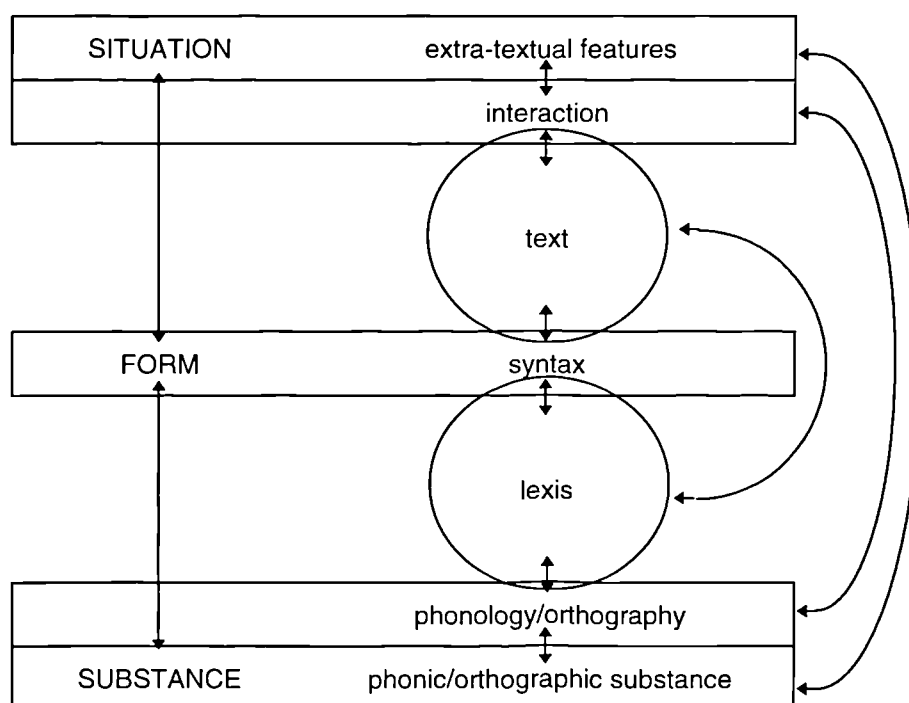 SITUATION extra-textual features
interaction
text
FORM syntax
lexis
phonology/orthography
SUBSTANCE phonic/orthographic substance